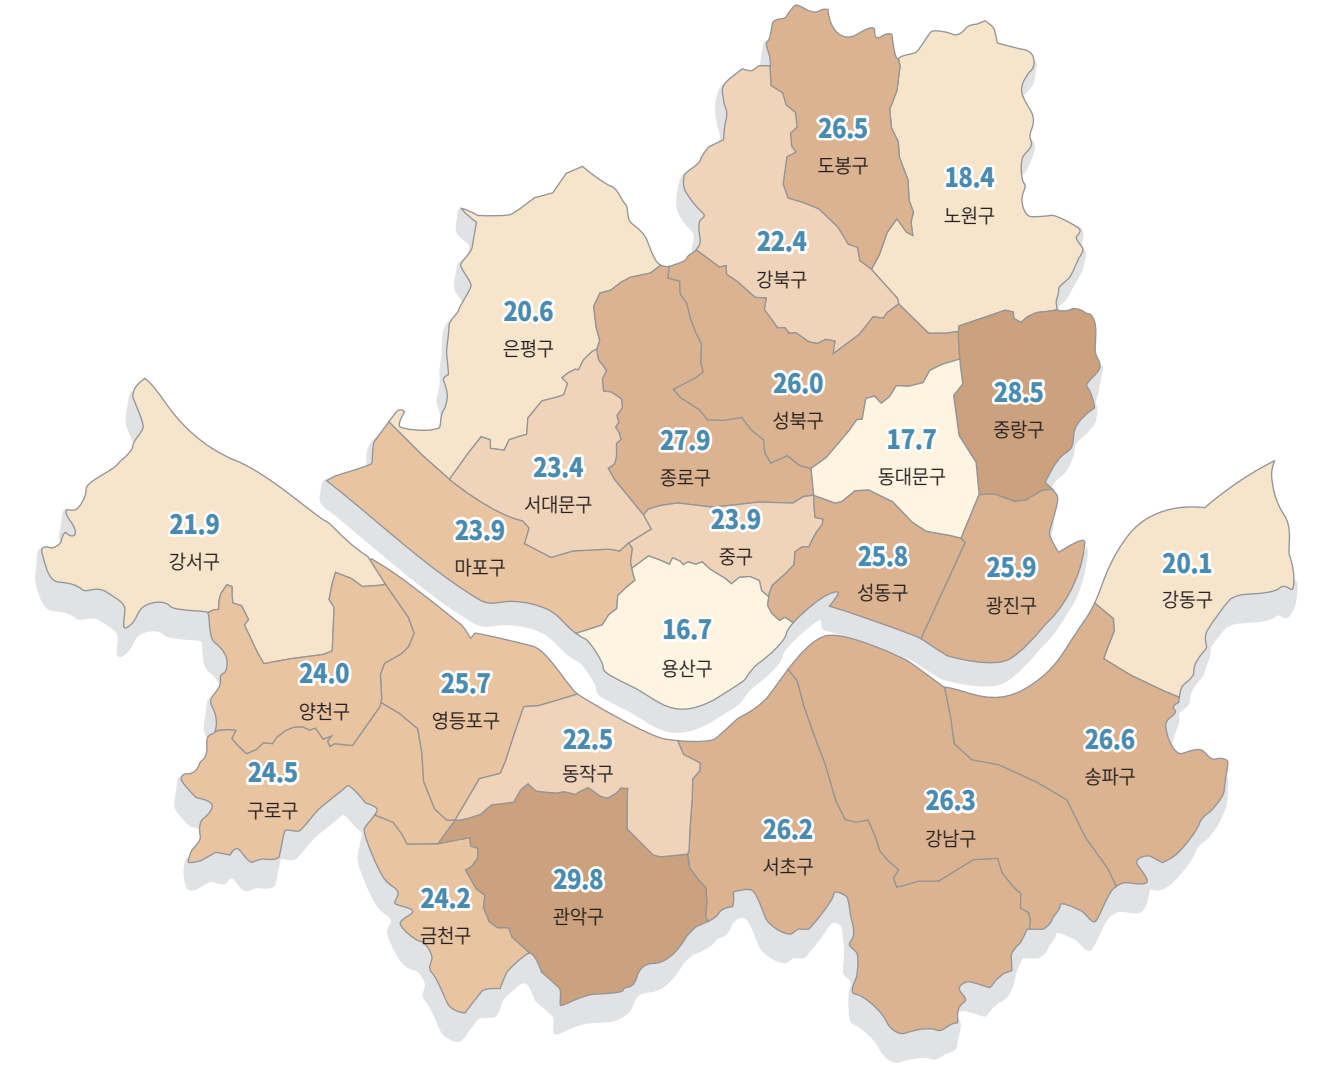 26.5
도봉구
18.4
노원구
22.4
강북구
20.6
은평구
26.0
성북구
28.5
중랑구
27.9
종로구
17.7
동대문구
23.4
서대문구
23.9
마포구
23.9
중구
21.9
강서구
25.8
성동구
25.9
광진구
20.1
강동구
16.7
용산구
24.0
양천구
25.7
영등포구
22.5
동작구
26.6
송파구
24.5
구로구
26.3
강남구
26.2
서초구
29.8
관악구
24.2
금천구